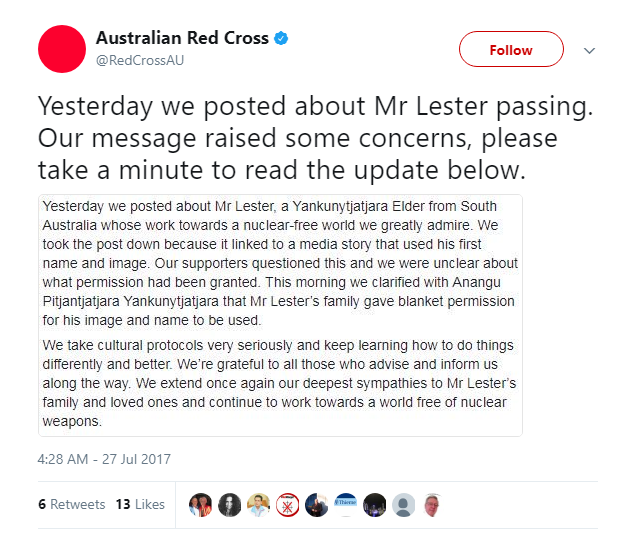 Australian Red Cross
@RedCrossAU
Follow
Yesterday we posted about Mr Lester passing.
Our message raised some concerns, please
take a minute to read the update below.
Yesterday we posted about Mr Lester, a Yankunytjatjara Elder from South
Australia whose work towards a nuclear-free world we greatly admire. We
took the post down because it linked to a media story that used his first
name and image. Our supporters questioned this and we were unclear about
what permission had been granted. This morning we clarified with Anangu
Pitjantjatjara Yankunytjatjara that Mr Lester's family gave blanket permission
for his image and name to be used.
We take cultural protocols very seriously and keep learning how to do things
differently and better. We're grateful to all those who advise and inform us
along the way. We extend once again our deepest sympathies to Mr Lester's
family and loved ones and continue to work towards a world free of nuclear
weapons.
4:28 AM - 27 Jul 2017
6 Retweets 13 Likes